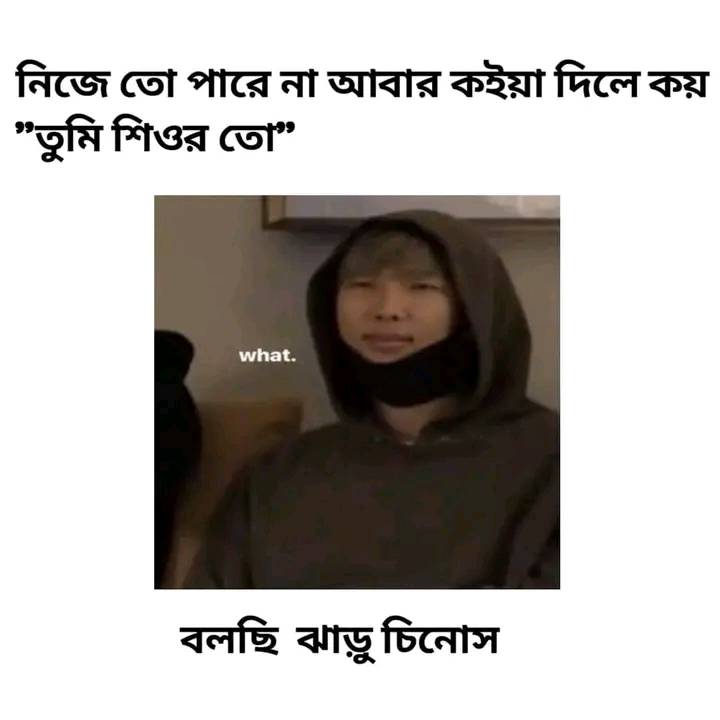 নিজে তো পারে না আবার কইয়া দিলে কয়
”তুমি শিওর তো”
what.
বলছি ঝাড়ু চিনোস